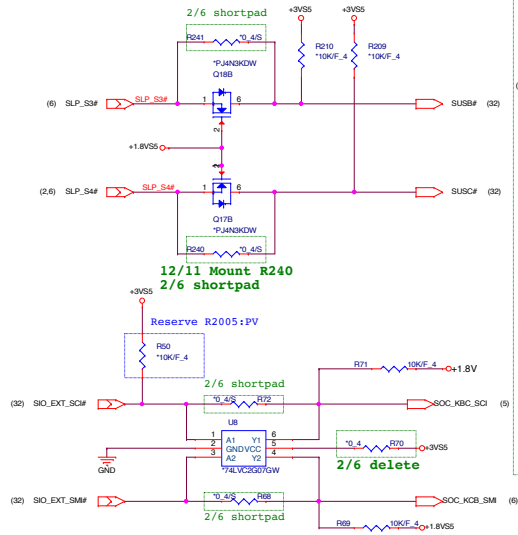 2/6 shortpad
+3VS5
+3VS5
R241
*0_4/S
R210
*10K/F_4
R209
*10K/F_4
*PJ4N3KDW
Q18B
(6) SLP_S3#
SLP_S3#
1
6
SUSB# (32)
2
+1.8VS5
2
(2,6) SLP_S4#
SLP_S4#
1
6
SUSC# (32)
Q17B
*PJ4N3KDW
R240
*0_4/S
12/11 Mount R240
2/6 shortpad
+3VS5
Reserve R2005:PV
R50
*10K/F_4
R71
10K/F_4
+1.8V
2/6 shortpad
(32) SIO_EXT_SCI#
*0_4/S
R72
SOC_KBC_SCI (5)
U8
1
A1
Y1
6
2
GND
VCC
5
3
A2
Y2
4
*0_4
R70
+3VS5
GND
*74LVC2G07GW
2/6 delete
(32) SIO_EXT_SMI#
*0_4/S
R68
SOC_KCB_SMI (6)
2/6 shortpad
R69
10K/F_4
+1.8VS5
(